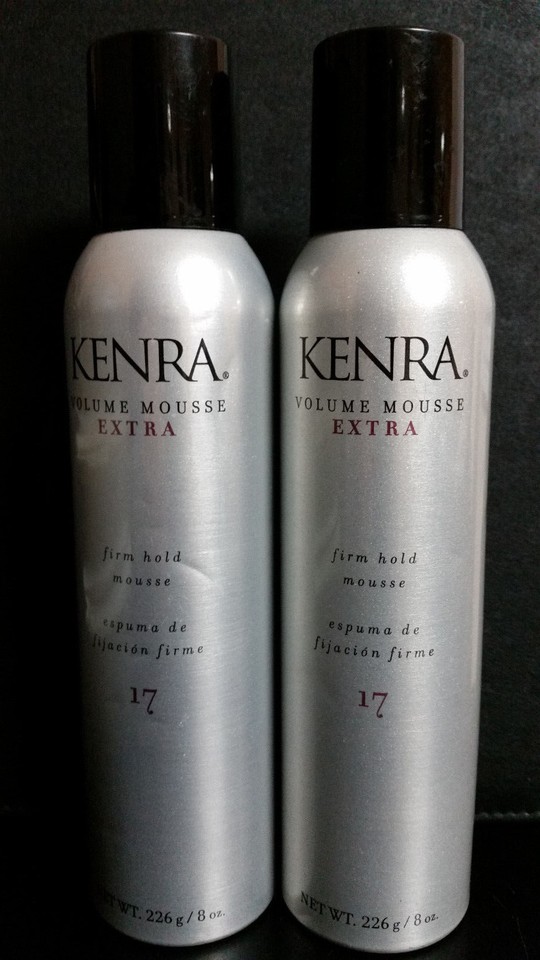 KENRA®
VOLUME MOUSSE
EXTRA
firm hold
mousse
espuma de
fijación firme
17
WT. 226 g / 8 oz.
KENRA®
VOLUME MOUSSE
EXTRA
firm hold
mousse
espuma de
fijación firme
17
NET WT. 226 g / 8 oz.